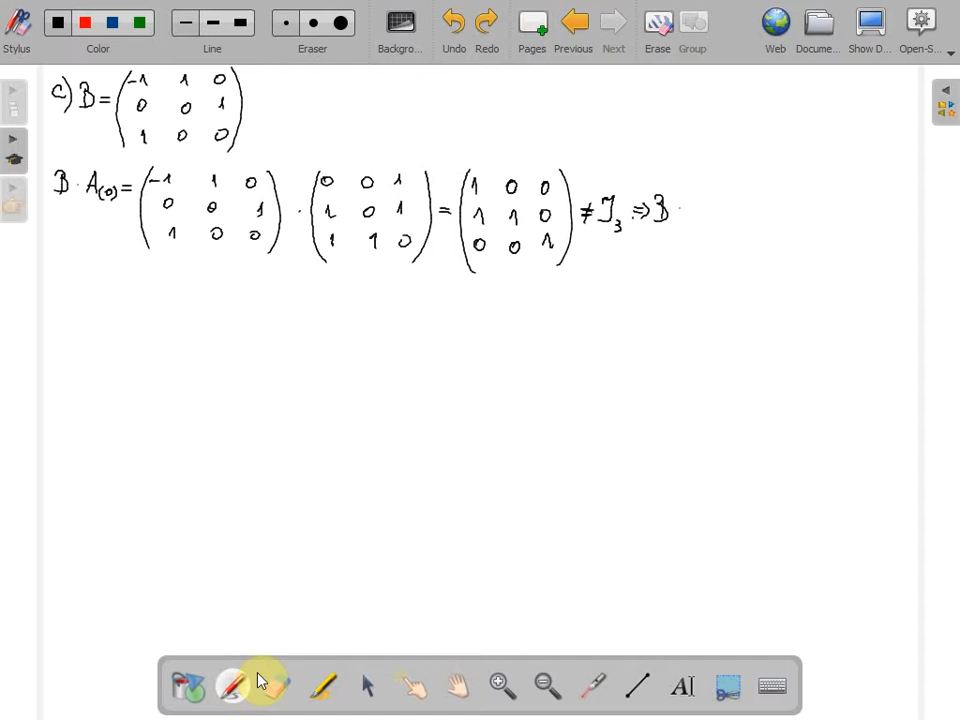 Stylus Color Line Eraser Backgro... Undo Redo Pages Previous Next Erase Group Web Docume... Show D... Open-S...
c) B = (-1 1 0
0 0 1
1 0 0)
B · A(0) = (-1 1 0 · (0 0 1 = (1 0 0 ≠ I3 ⇒ B
0 0 1 1 0 1 1 1 0
1 0 0) 1 1 0) 0 0 1)
A